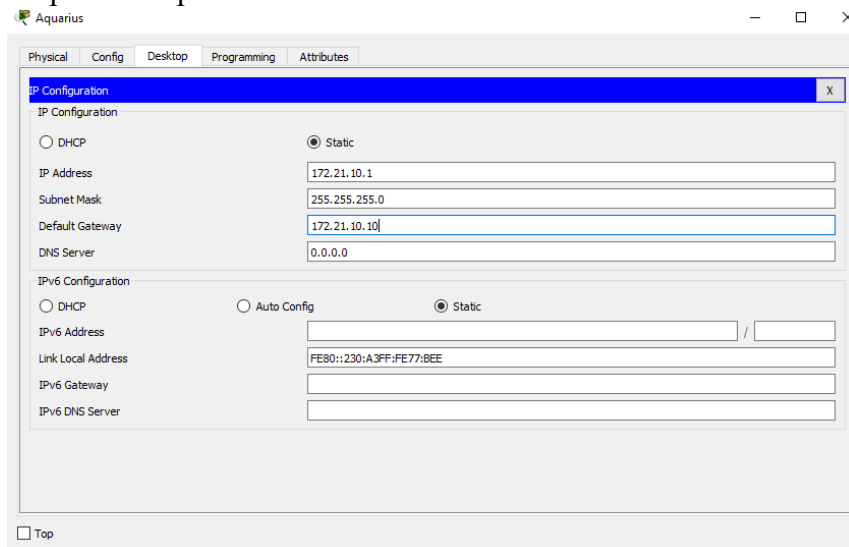 Aquarius
Physical Config Desktop Programming Attributes
IP Configuration X
IP Configuration
DHCP Static
IP Address 172.21.10.1
Subnet Mask 255.255.255.0
Default Gateway 172.21.10.10
DNS Server 0.0.0.0
IPv6 Configuration
DHCP Auto Config Static
IPv6 Address /
Link Local Address FE80::230:A3FF:FE77:BEE
IPv6 Gateway
IPv6 DNS Server
Top